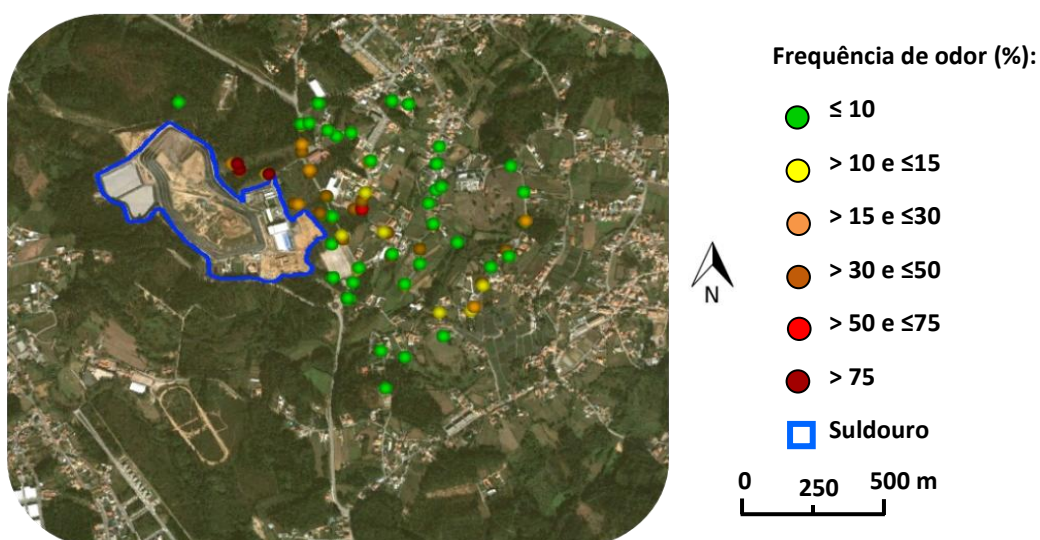 Frequência de odor (%):
≤ 10
> 10 e ≤15
> 15 e ≤30
> 30 e ≤50
> 50 e ≤75
> 75
Suldouro
N
0 250 500 m